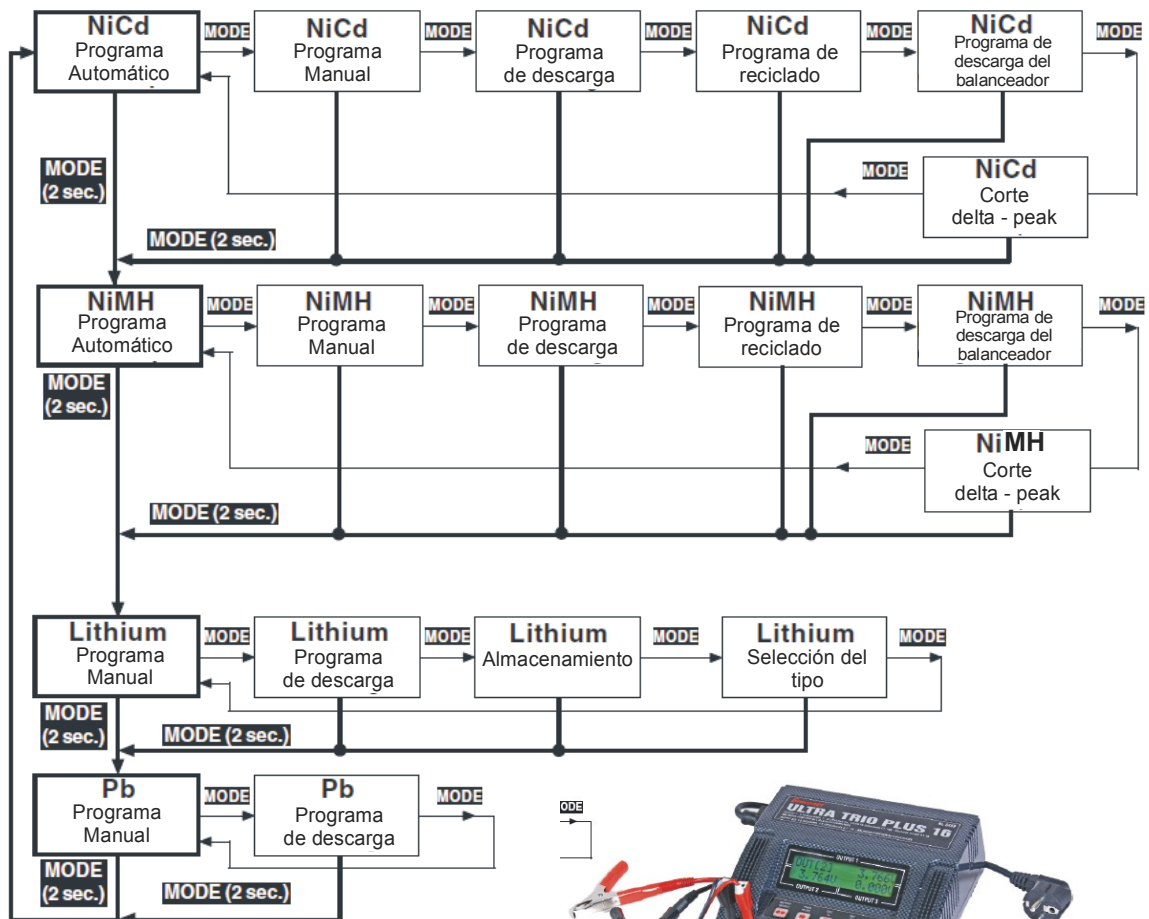 NiCd
Programa
Automático
MODE
NiCd
Programa
Manual
MODE
NiCd
Programa
de descarga
MODE
NiCd
Programa de
reciclado
MODE
NiCd
Programa de
descarga del
balanceador
MODE
MODE
(2 sec.)
MODE
NiCd
Corte
delta - peak
MODE (2 sec.)
NiMH
Programa
Automático
MODE
NiMH
Programa
Manual
MODE
NiMH
Programa
de descarga
MODE
NiMH
Programa de
reciclado
MODE
NiMH
Programa de
descarga del
balanceador
MODE
MODE
(2 sec.)
MODE
NiMH
Corte
delta - peak
MODE (2 sec.)
Lithium
Programa
Manual
MODE
Lithium
Programa
de descarga
MODE
Lithium
Almacenamiento
MODE
Lithium
Selección del
tipo
MODE
MODE
(2 sec.)
MODE (2 sec.)
Pb
Programa
Manual
MODE
Pb
Programa
de descarga
MODE
ODE
MODE
(2 sec.)
MODE (2 sec.)
ULTRA TRIO PLUS 16
OUTPUT 1
OUTPUT 2
OUTPUT 3